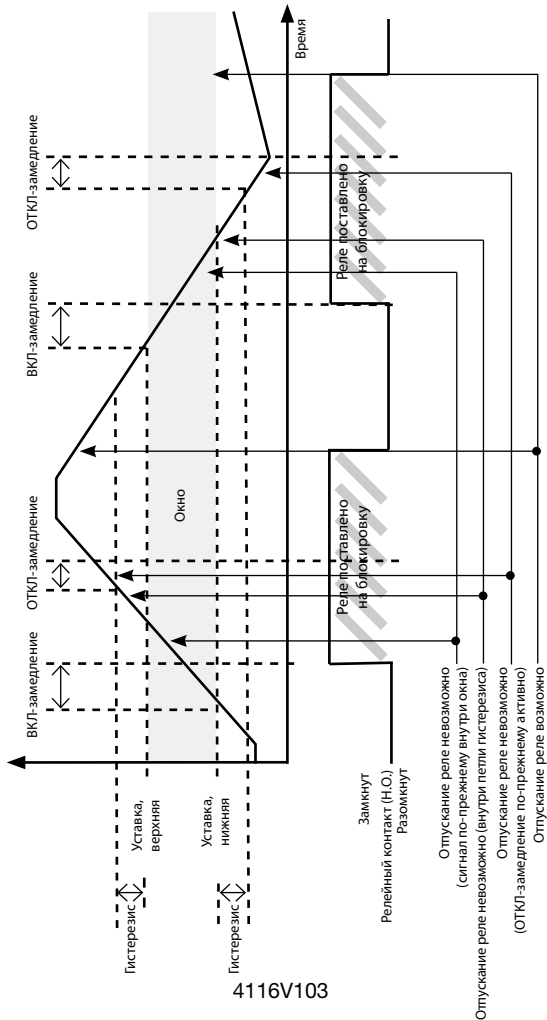 ВКЛ-замедление
ОТКЛ-замедление
ВКЛ-замедление
ОТКЛ-замедление
Гистерезис
Уставка,
верхняя
Окно
Гистерезис
Уставка,
нижняя
Время
Замкнут
Релейный контакт (Н.О.)
Разомкнут
Реле поставлено
на блокировку
Реле поставлено
на блокировку
Отпускание реле невозможно
(сигнал по-прежнему внутри окна)
Отпускание реле невозможно (внутри петли гистерезиса)
Отпускание реле невозможно
(ОТКЛ-замедление по-прежнему активно)
Отпускание реле возможно
4116V103